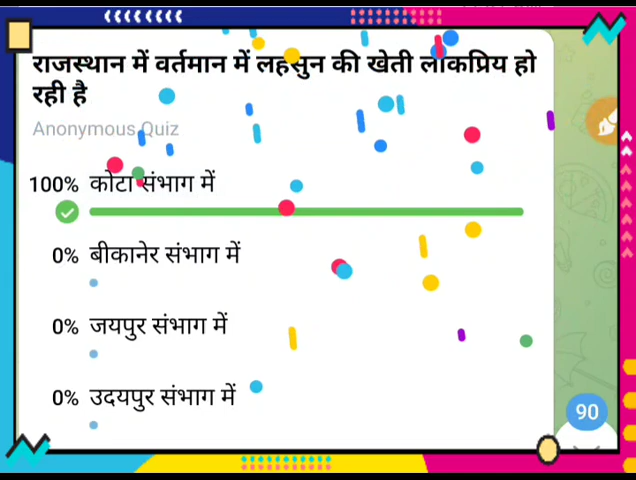 राजस्थान में वर्तमान में लहसुन की खेती लोकप्रिय हो
रही है
Anonymous Quiz
100% कोटा संभाग में
0% बीकानेर संभाग में
0% जयपुर संभाग में
0% उदयपुर संभाग में
90